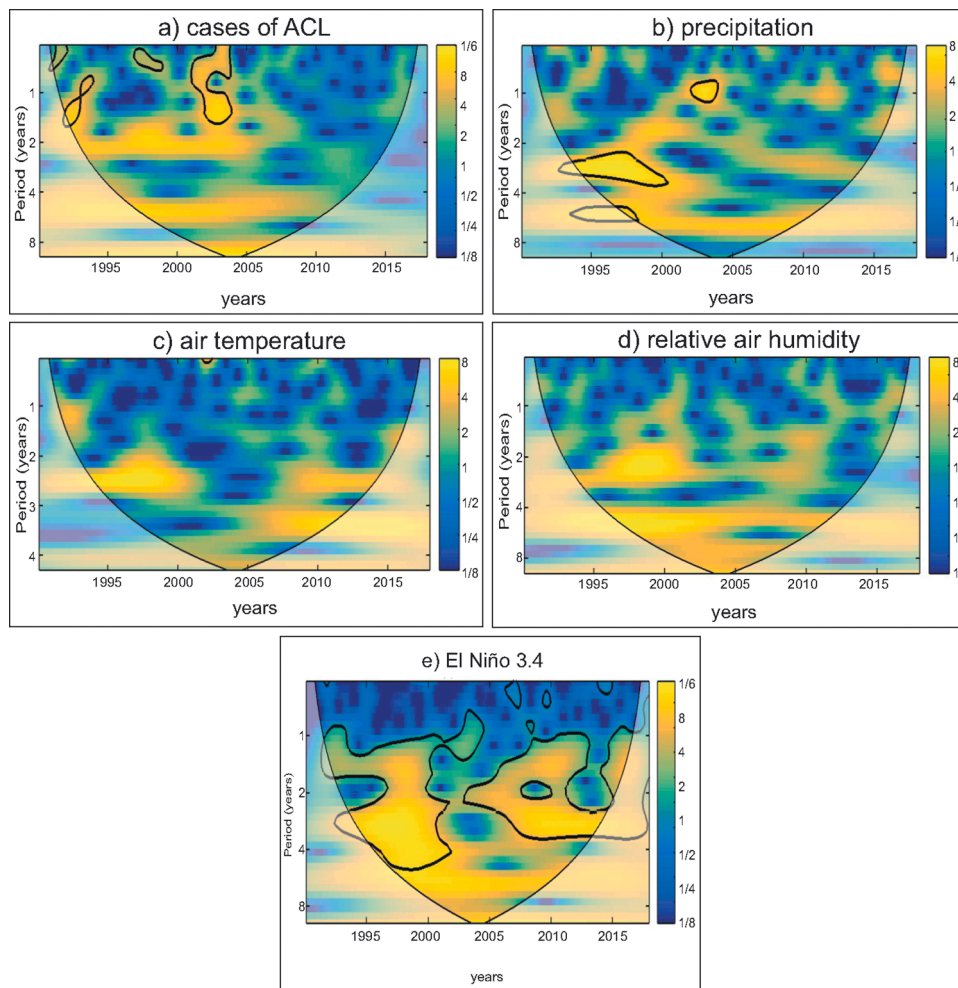 a) cases of ACL
1/6
8
4
2
1
1/2
1/4
1/8
Period (years)
1
2
4
8
1995 2000 2005 2010 2015
years
b) precipitation
8
4
2
1
1/
1/
1/
Period (years)
1
2
4
8
1995 2000 2005 2010 2015
years
c) air temperature
8
4
2
1
1/2
1/4
1/8
Period (years)
1
2
3
4
1995 2000 2005 2010 2015
years
d) relative air humidity
8
4
2
1
1/
1/
1/
Period (years)
1
2
4
8
1995 2000 2005 2010 2015
years
e) El Niño 3.4
1/6
8
4
2
1
1/2
1/4
1/8
Period (years)
1
2
4
8
1995 2000 2005 2010 2015
years